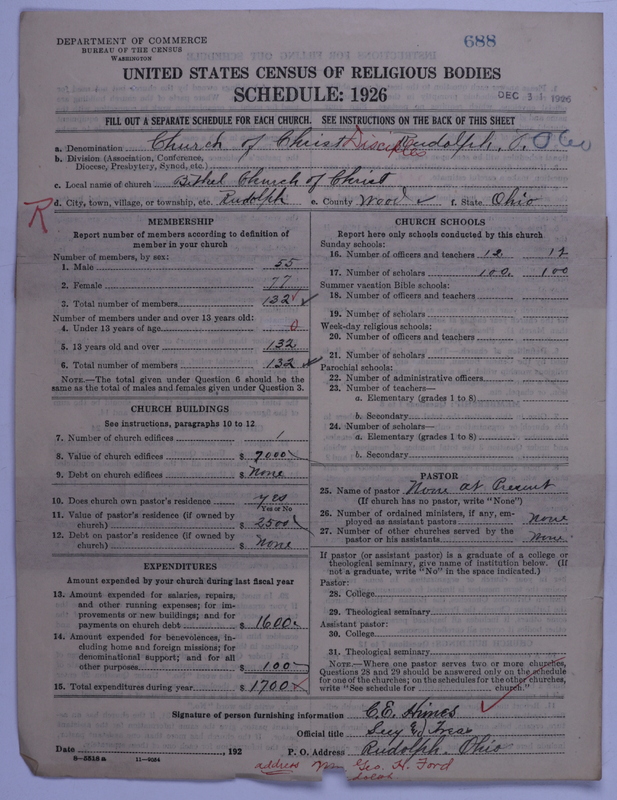 688
DEPARTMENT OF COMMERCE
BUREAU OF THE CENSUS
WASHINGTON
UNITED STATES CENSUS OF RELIGIOUS BODIES
SCHEDULE: 1926
DEC 31 1926
FILL OUT A SEPARATE SCHEDULE FOR EACH CHURCH. SEE INSTRUCTIONS ON THE BACK OF THIS SHEET
a. Denomination Church of Christ Disciples Rudolph, O.
b. Division (Association, Conference,
Diocese, Presbytery, Synod, etc.)
c. Local name of church Bethel Church of Christ
d. City, town, village, or township, etc. Rudolph e. County Wood f. State Ohio
R
MEMBERSHIP
Report number of members according to definition of
member in your church
Number of members, by sex:
1. Male 55
2. Female 77
3. Total number of members 132
Number of members under and over 13 years old:
4. Under 13 years of age 0
5. 13 years old and over 132
6. Total number of members 132
NOTE.—The total given under Question 6 should be the
same as the total of males and females given under Question 3.
CHURCH BUILDINGS
See instructions, paragraphs 10 to 12
7. Number of church edifices 1
8. Value of church edifices $ 7000
9. Debt on church edifices $ None
10. Does church own pastor's residence yes
Yes or No
11. Value of pastor's residence (if owned by
church) $ 2500
12. Debt on pastor's residence (if owned by
church) $ None
EXPENDITURES
Amount expended by your church during last fiscal year
13. Amount expended for salaries, repairs,
and other running expenses; for im-
provements or new buildings; and for
payments on church debt $ 1600
14. Amount expended for benevolences, in-
cluding home and foreign missions; for
denominational support; and for all
other purposes $ 100
15. Total expenditures during year $ 1700
CHURCH SCHOOLS
Report here only schools conducted by this church
Sunday schools:
16. Number of officers and teachers 12. 12
17. Number of scholars 100. 100
Summer vacation Bible schools:
18. Number of officers and teachers
19. Number of scholars
Week-day religious schools:
20. Number of officers and teachers
21. Number of scholars
Parochial schools:
22. Number of administrative officers
23. Number of teachers—
a. Elementary (grades 1 to 8)
b. Secondary
24. Number of scholars—
a. Elementary (grades 1 to 8)
b. Secondary
PASTOR
25. Name of pastor None at Present
(If church has no pastor, write "None")
26. Number of ordained ministers, if any, em-
ployed as assistant pastors None
27. Number of other churches served by the
pastor or his assistants None
If pastor (or assistant pastor) is a graduate of a college or
theological seminary, give name of institution below. (If
not a graduate, write "No" in the space indicated.)
Pastor:
28. College
29. Theological seminary
Assistant pastor:
30. College
31. Theological seminary
NOTE.—Where one pastor serves two or more churches,
Questions 28 and 29 should be answered only on the schedule
for one of the churches; on the schedules for the other churches,
write "See schedule for church."
Signature of person furnishing information C. E. Himes
Official title Secy & Treas
Date , 192 P. O. Address Rudolph, Ohio
8—5518 a 11—9084
address Geo. H. Ford